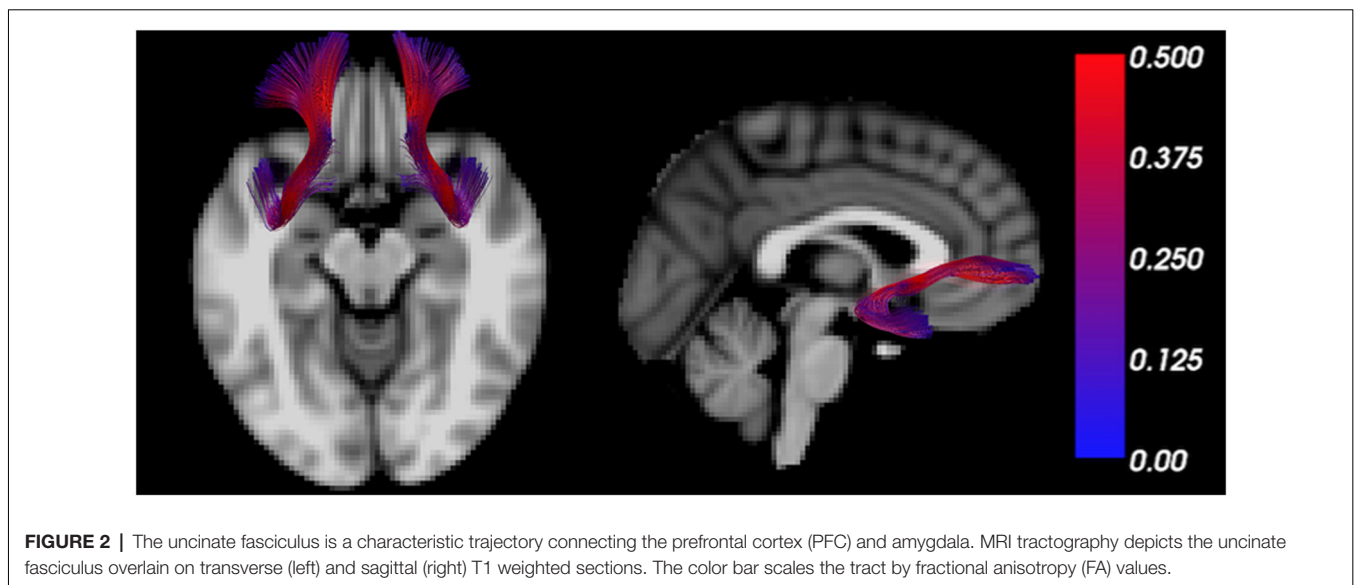 0.500
0.375
0.250
0.125
0.00
FIGURE 2 | The uncinate fasciculus is a characteristic trajectory connecting the prefrontal cortex (PFC) and amygdala. MRI tractography depicts the uncinate
fasciculus overlain on transverse (left) and sagittal (right) T1 weighted sections. The color bar scales the tract by fractional anisotropy (FA) values.